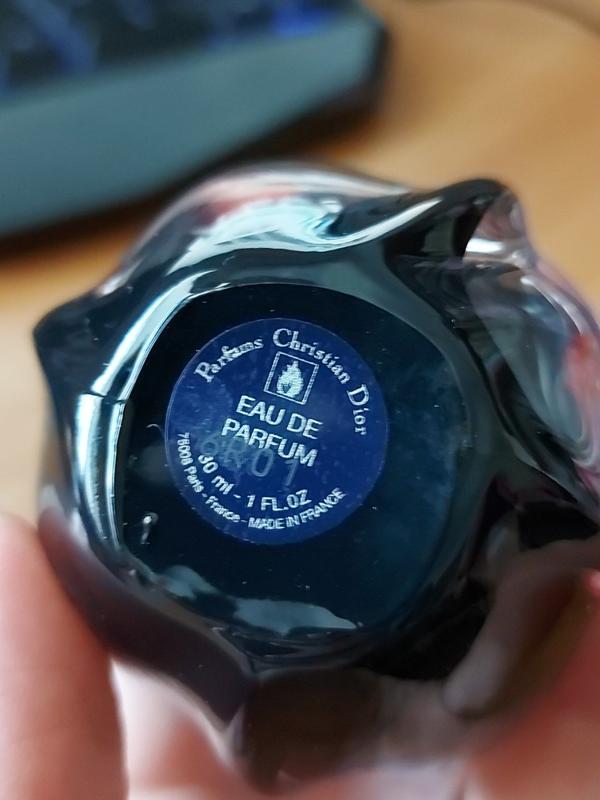 Parfums Christian Dior
EAU DE
PARFUM
30 ml - 1 FL.OZ
75008 Paris - France - MADE IN FRANCE